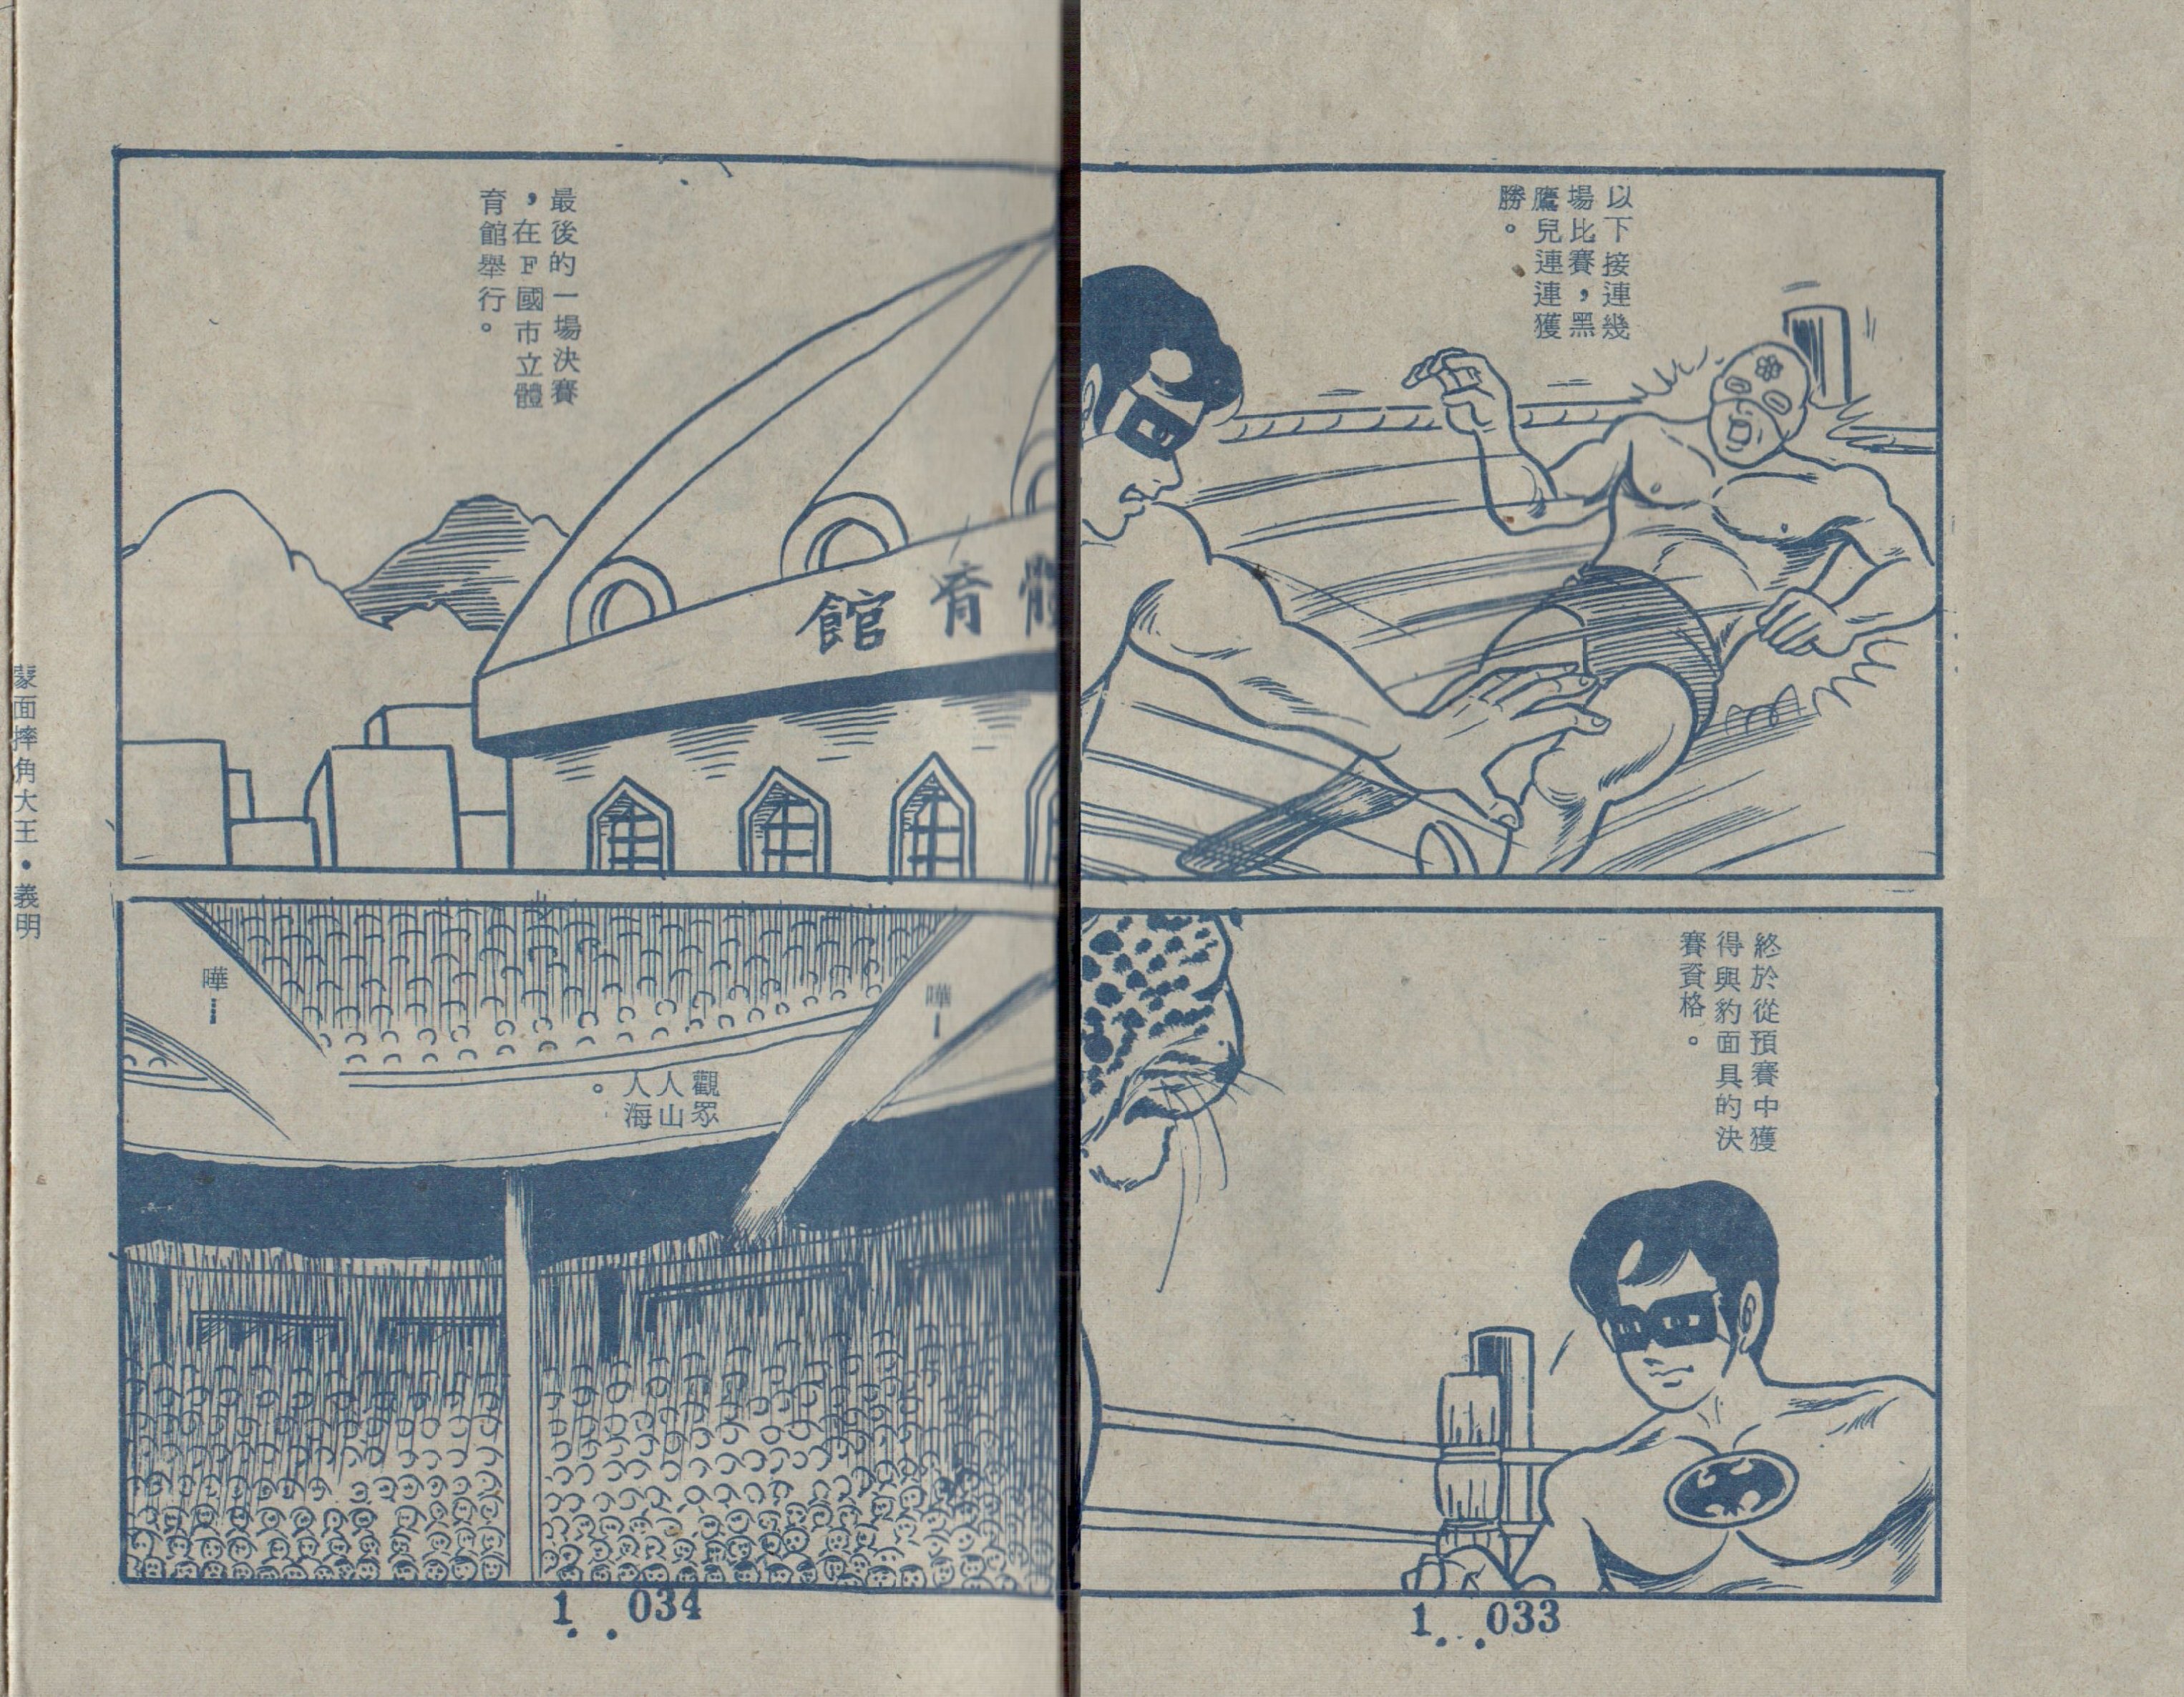 以下接連幾
場比賽，黑
鷹兒連連獲
勝。
終於從預賽中獲
得與豹面具的決
賽資格。
1 033
最後的一場決賽
，在F國市立體
育館舉行。
體育館
嘩—
觀眾
人山
人海
。
嘩┅
1 034
蒙面摔角大王・義明